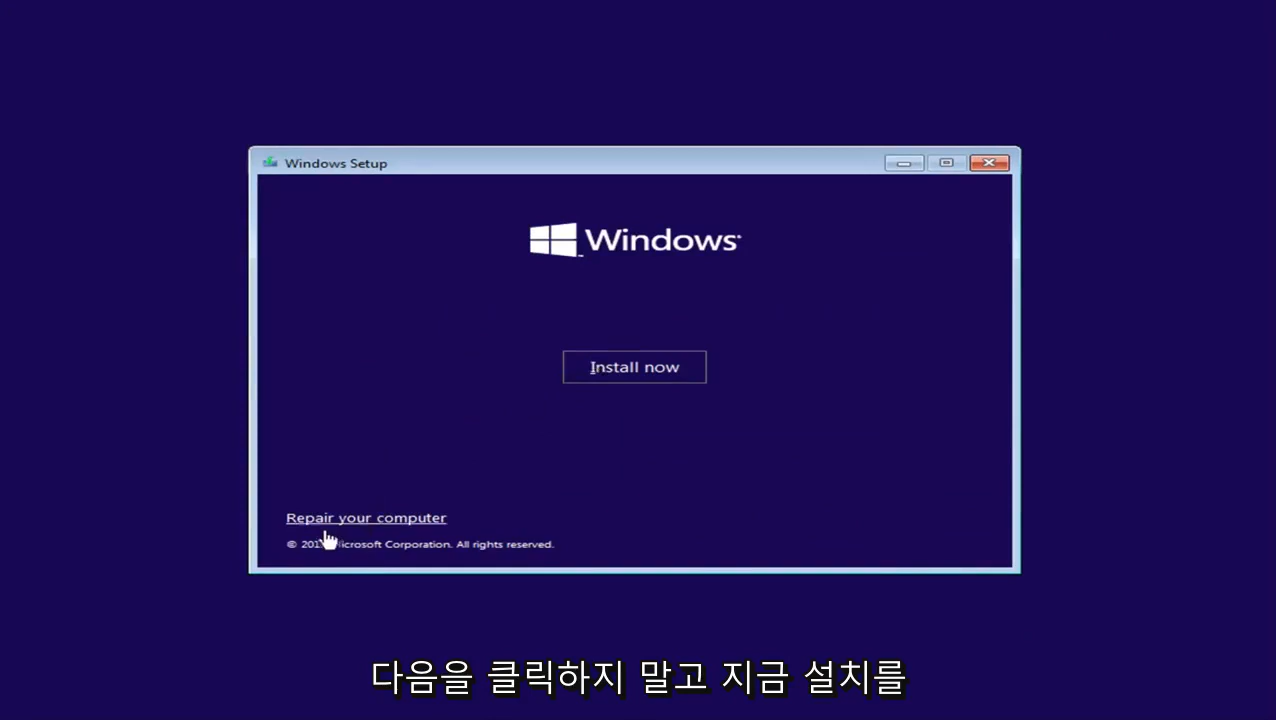 Windows Setup
Windows
Install now
Repair your computer
© 201 Microsoft Corporation. All rights reserved.
다음을 클릭하지 말고 지금 설치를